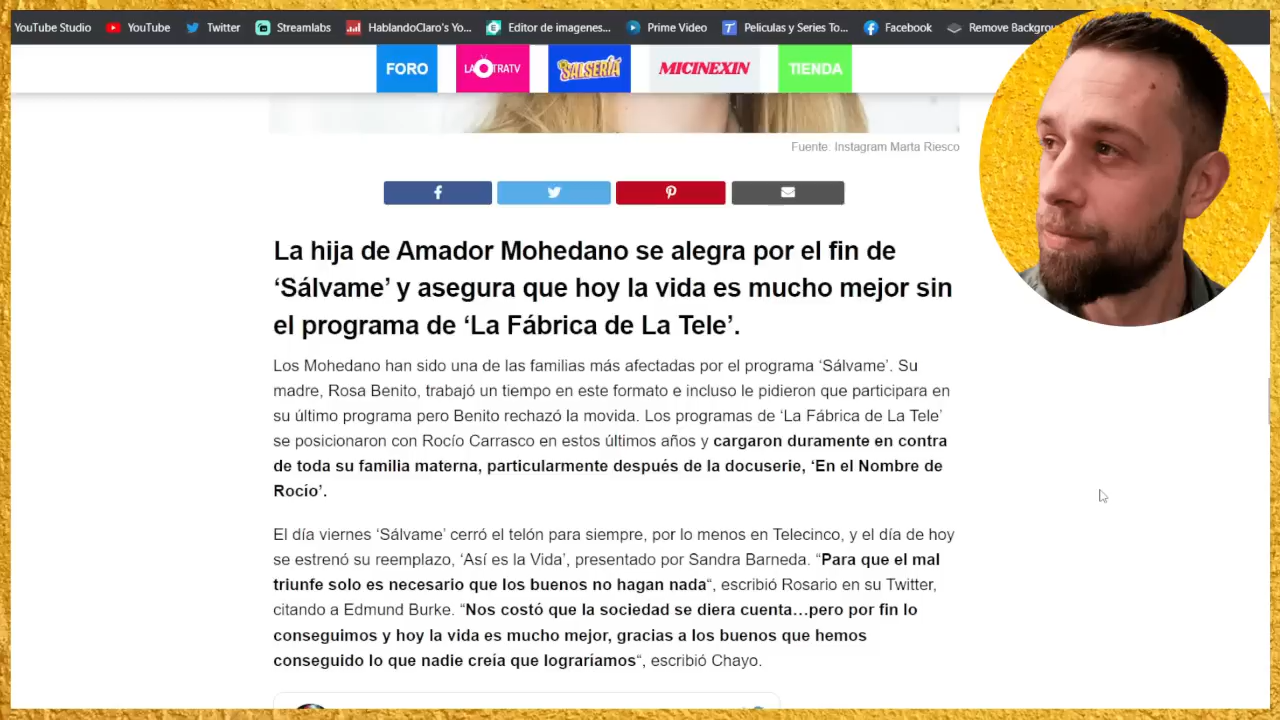 YouTube Studio YouTube Twitter Streamlabs HablandoClaro's Yo... Editor de imagenes... Prime Video Peliculas y Series To... Facebook Remove Backgrou
FORO LA OTRATV SALSERÍA MICINEXIN TIENDA
Fuente: Instagram Marta Riesco
La hija de Amador Mohedano se alegra por el fin de
‘Sálvame’ y asegura que hoy la vida es mucho mejor sin
el programa de ‘La Fábrica de La Tele’.
Los Mohedano han sido una de las familias más afectadas por el programa ‘Sálvame’. Su
madre, Rosa Benito, trabajó un tiempo en este formato e incluso le pidieron que participara en
su último programa pero Benito rechazó la movida. Los programas de ‘La Fábrica de La Tele’
se posicionaron con Rocío Carrasco en estos últimos años y cargaron duramente en contra
de toda su familia materna, particularmente después de la docuserie, ‘En el Nombre de
Rocío’.
El día viernes ‘Sálvame’ cerró el telón para siempre, por lo menos en Telecinco, y el día de hoy
se estrenó su reemplazo, ‘Así es la Vida’, presentado por Sandra Barneda. “Para que el mal
triunfe solo es necesario que los buenos no hagan nada“, escribió Rosario en su Twitter,
citando a Edmund Burke. “Nos costó que la sociedad se diera cuenta…pero por fin lo
conseguimos y hoy la vida es mucho mejor, gracias a los buenos que hemos
conseguido lo que nadie creía que lograríamos“, escribió Chayo.